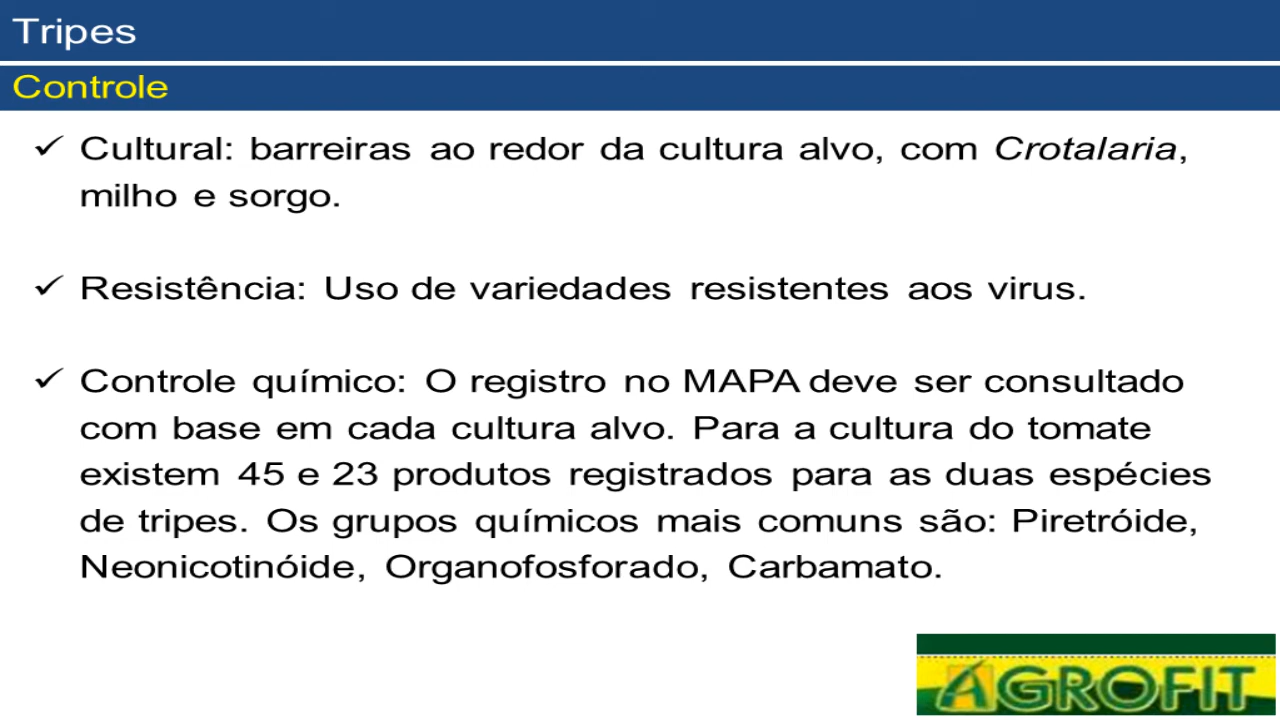 Tripes
Controle
✓ Cultural: barreiras ao redor da cultura alvo, com Crotalaria,
milho e sorgo.
✓ Resistência: Uso de variedades resistentes aos virus.
✓ Controle químico: O registro no MAPA deve ser consultado
com base em cada cultura alvo. Para a cultura do tomate
existem 45 e 23 produtos registrados para as duas espécies
de tripes. Os grupos químicos mais comuns são: Piretróide,
Neonicotinóide, Organofosforado, Carbamato.
AGROFIT